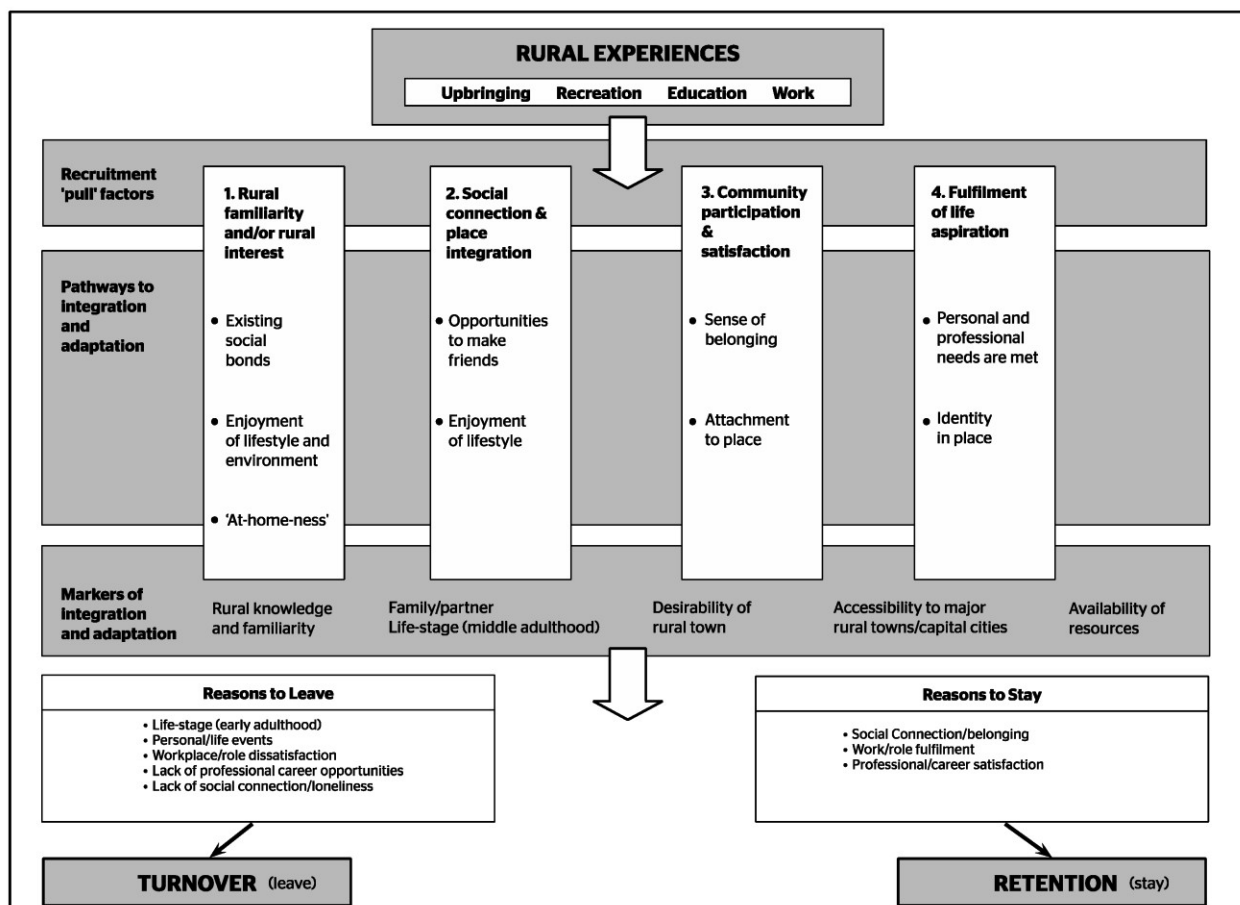 RURAL EXPERIENCES
Upbringing Recreation Education Work
Recruitment
'pull' factors
1. Rural
familiarity
and/or rural
interest
2. Social
connection &
place
integration
3. Community
participation
&
satisfaction
4. Fulfilment
of life
aspiration
Pathways to
integration
and
adaptation
• Existing
social
bonds
• Enjoyment
of lifestyle and
environment
• 'At-home-ness'
• Opportunities
to make
friends
• Enjoyment
of lifestyle
• Sense of
belonging
• Attachment
to place
• Personal and
professional
needs are met
• Identity
in place
Markers of
integration
and adaptation
Rural knowledge
and familiarity
Family/partner
Life-stage (middle adulthood)
Desirability of
rural town
Accessibility to major
rural towns/capital cities
Availability of
resources
Reasons to Leave
• Life-stage (early adulthood)
• Personal/life events
• Workplace/role dissatisfaction
• Lack of professional career opportunities
• Lack of social connection/loneliness
Reasons to Stay
• Social Connection/belonging
• Work/role fulfilment
• Professional/career satisfaction
TURNOVER (leave)
RETENTION (stay)